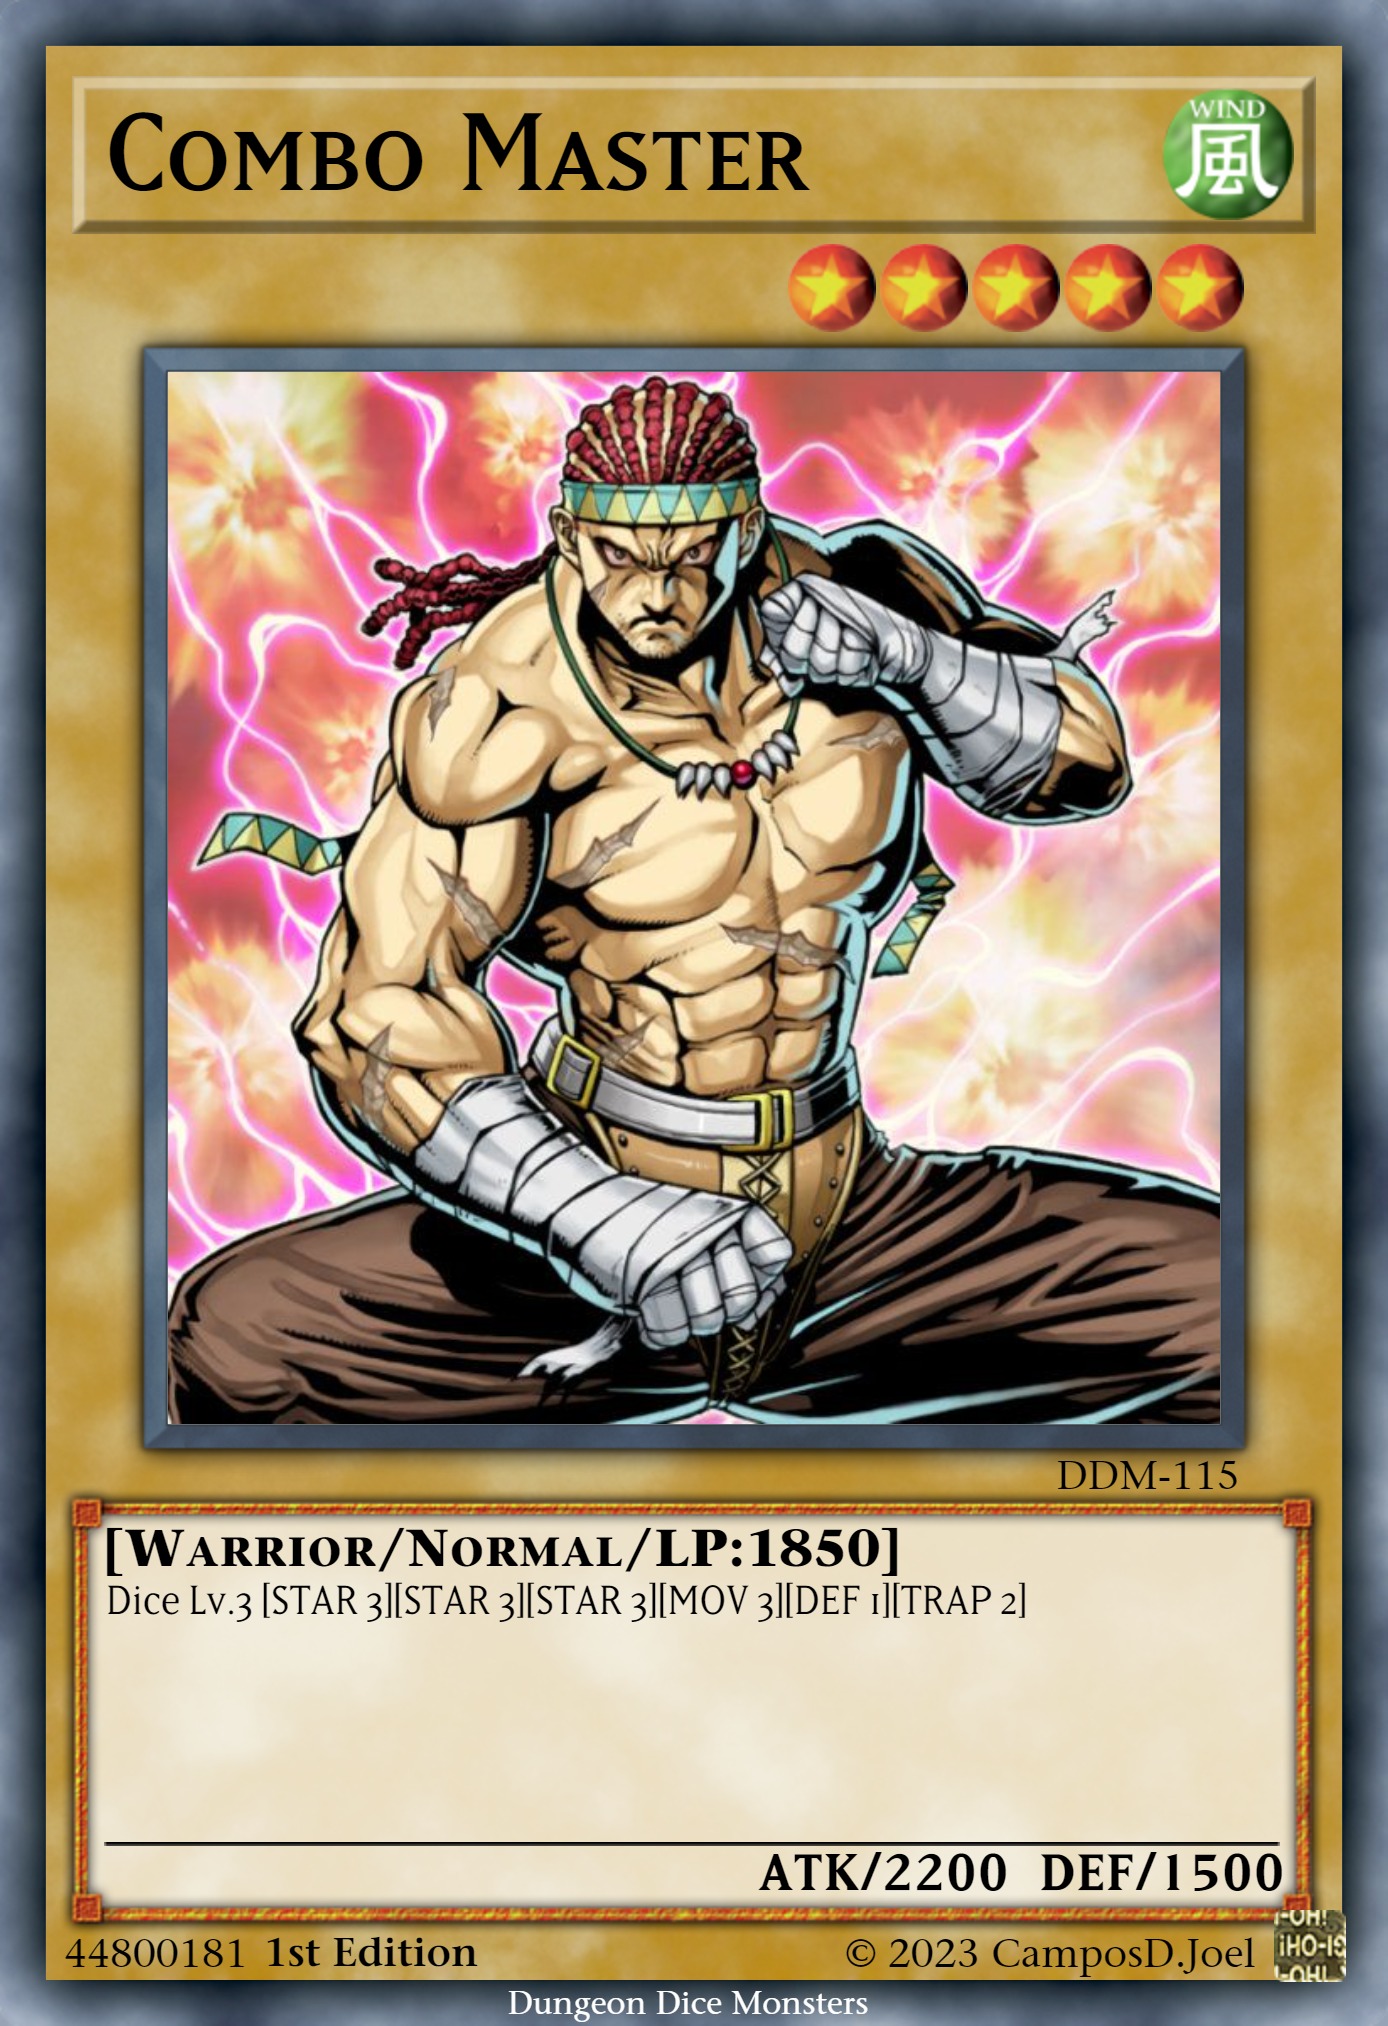 Combo Master
WIND
風
DDM-115
[Warrior/Normal/LP:1850]
Dice Lv.3 [STAR 3][STAR 3][STAR 3][MOV 3][DEF 1][TRAP 2]
ATK/2200 DEF/1500
44800181 1st Edition
© 2023 CamposD.Joel
Dungeon Dice Monsters